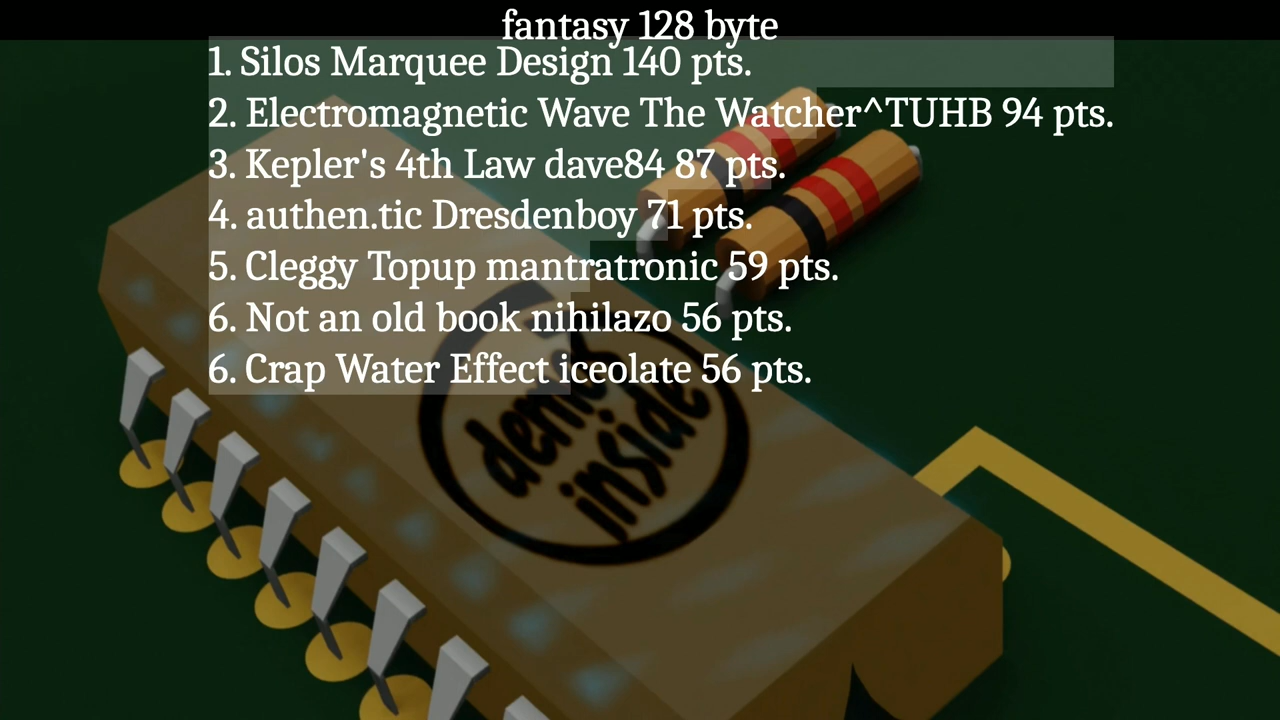 fantasy 128 byte
1. Silos Marquee Design 140 pts.
2. Electromagnetic Wave The Watcher^TUHB 94 pts.
3. Kepler's 4th Law dave84 87 pts.
4. authen.tic Dresdenboy 71 pts.
5. Cleggy Topup mantratronic 59 pts.
6. Not an old book nihilazo 56 pts.
6. Crap Water Effect iceolate 56 pts.
demos
inside